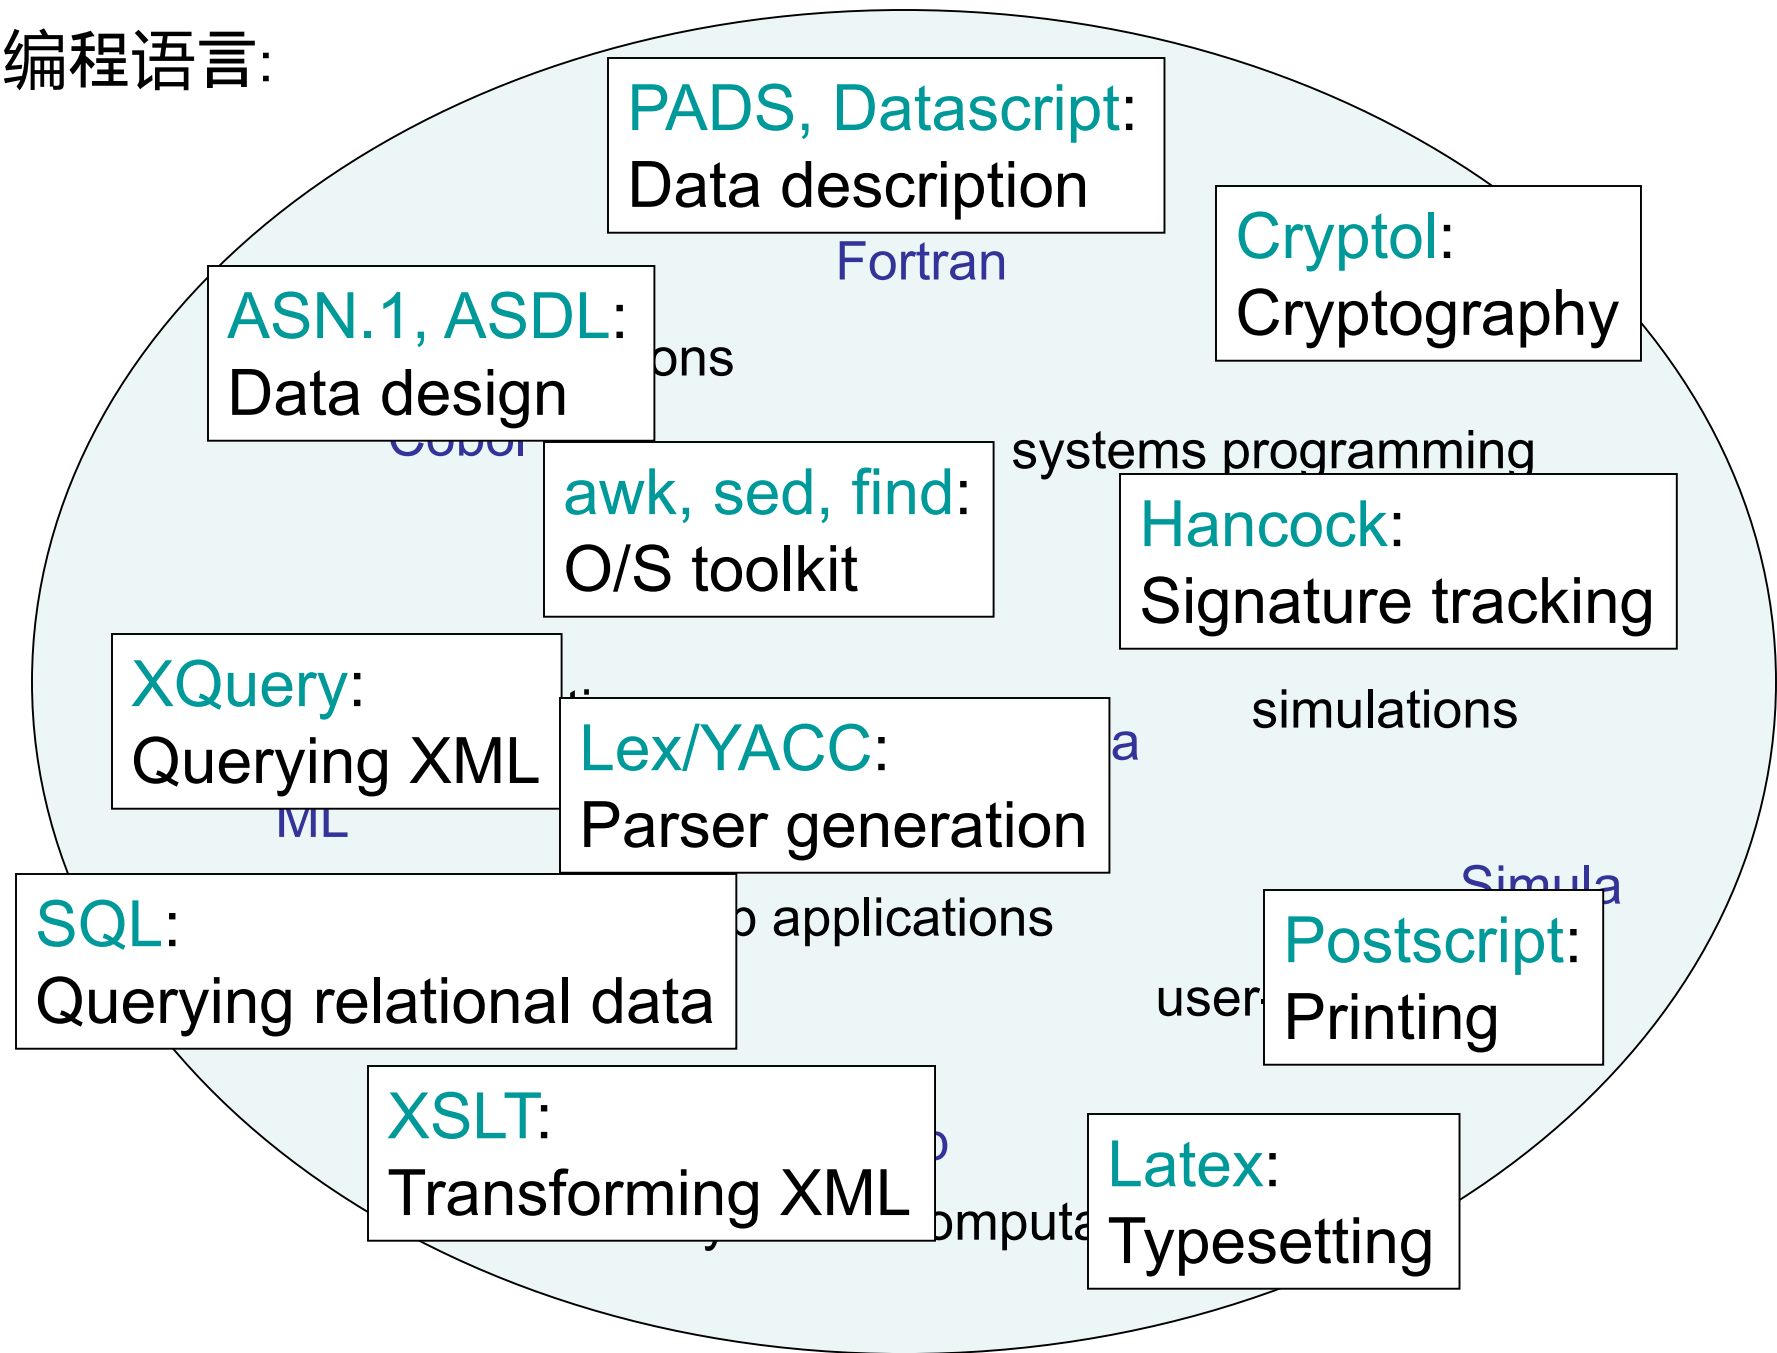 编程语言:
PADS, Datascript:
Data description
Cryptol:
Cryptography
Fortran
ASN.1, ASDL:
Data design
Cobol
systems programming
awk, sed, find:
O/S toolkit
Hancock:
Signature tracking
XQuery:
Querying XML
simulations
Lex/YACC:
Parser generation
ML
Simula
SQL:
Querying relational data
applications
Postscript:
Printing
user-
XSLT:
Transforming XML
Latex:
Typesetting